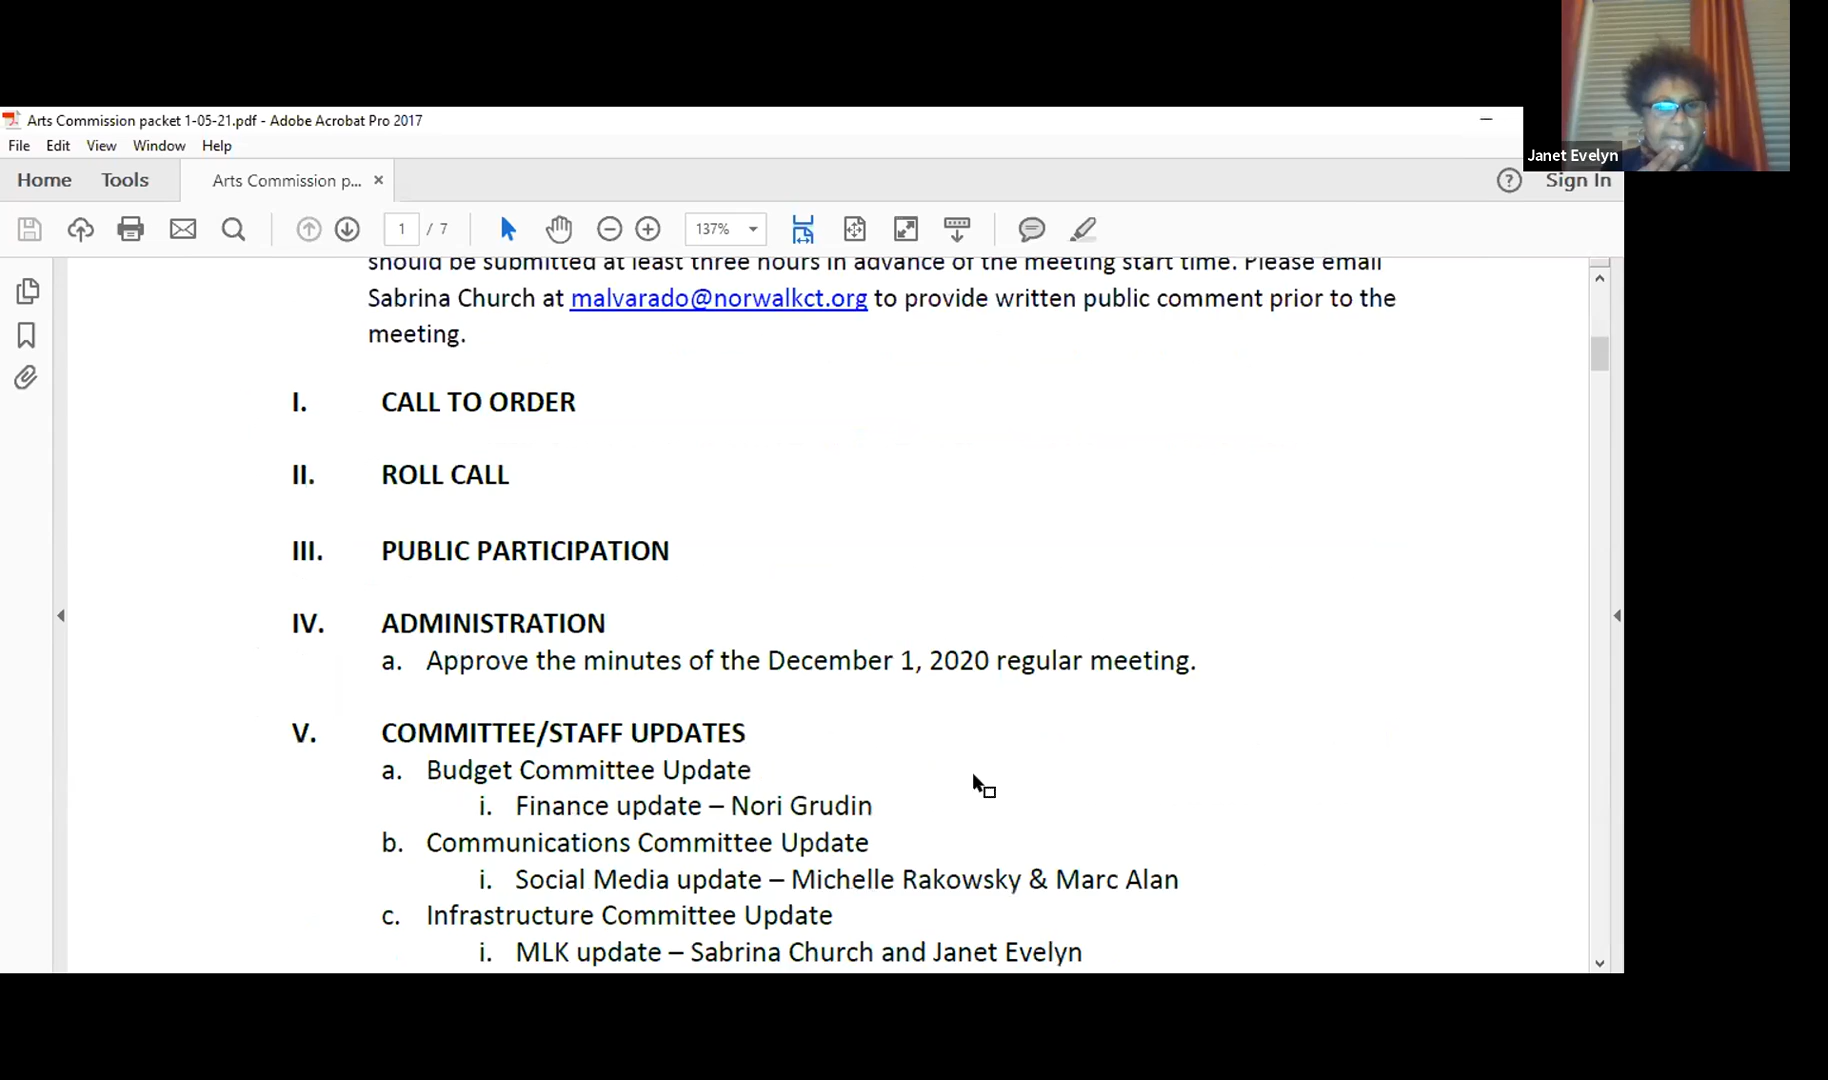 Janet Evelyn
Arts Commission packet 1-05-21.pdf - Adobe Acrobat Pro 2017
File Edit View Window Help
Home Tools Arts Commission p... × ? Sign In
1 / 7 137%
should be submitted at least three hours in advance of the meeting start time. Please email
Sabrina Church at malvarado@norwalkct.org to provide written public comment prior to the
meeting.
I. CALL TO ORDER
II. ROLL CALL
III. PUBLIC PARTICIPATION
IV. ADMINISTRATION
a. Approve the minutes of the December 1, 2020 regular meeting.
V. COMMITTEE/STAFF UPDATES
a. Budget Committee Update
i. Finance update – Nori Grudin
b. Communications Committee Update
i. Social Media update – Michelle Rakowsky & Marc Alan
c. Infrastructure Committee Update
i. MLK update – Sabrina Church and Janet Evelyn